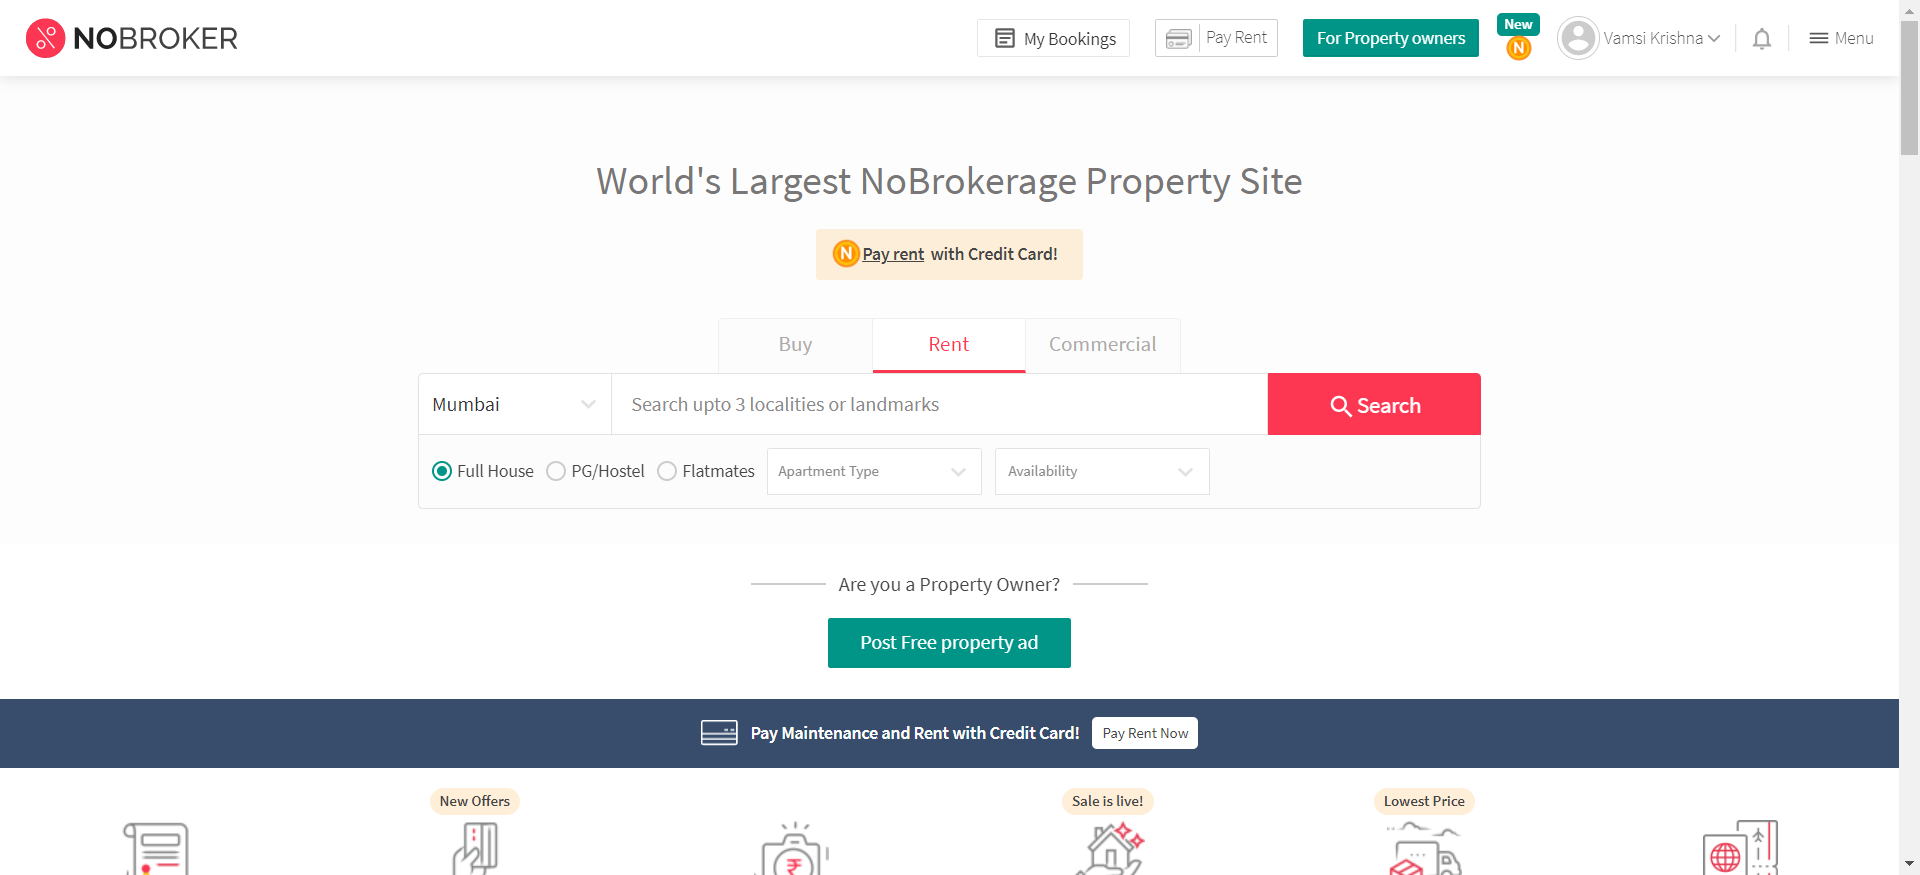 NOBROKER
My Bookings
Pay Rent
For Property owners
New
N
Vamsi Krishna
Menu
World's Largest NoBrokerage Property Site
N Pay rent with Credit Card!
Buy
Rent
Commercial
Mumbai
Search upto 3 localities or landmarks
Search
Full House
PG/Hostel
Flatmates
Apartment Type
Availability
Are you a Property Owner?
Post Free property ad
Pay Maintenance and Rent with Credit Card!
Pay Rent Now
New Offers
Sale is live!
Lowest Price
₹